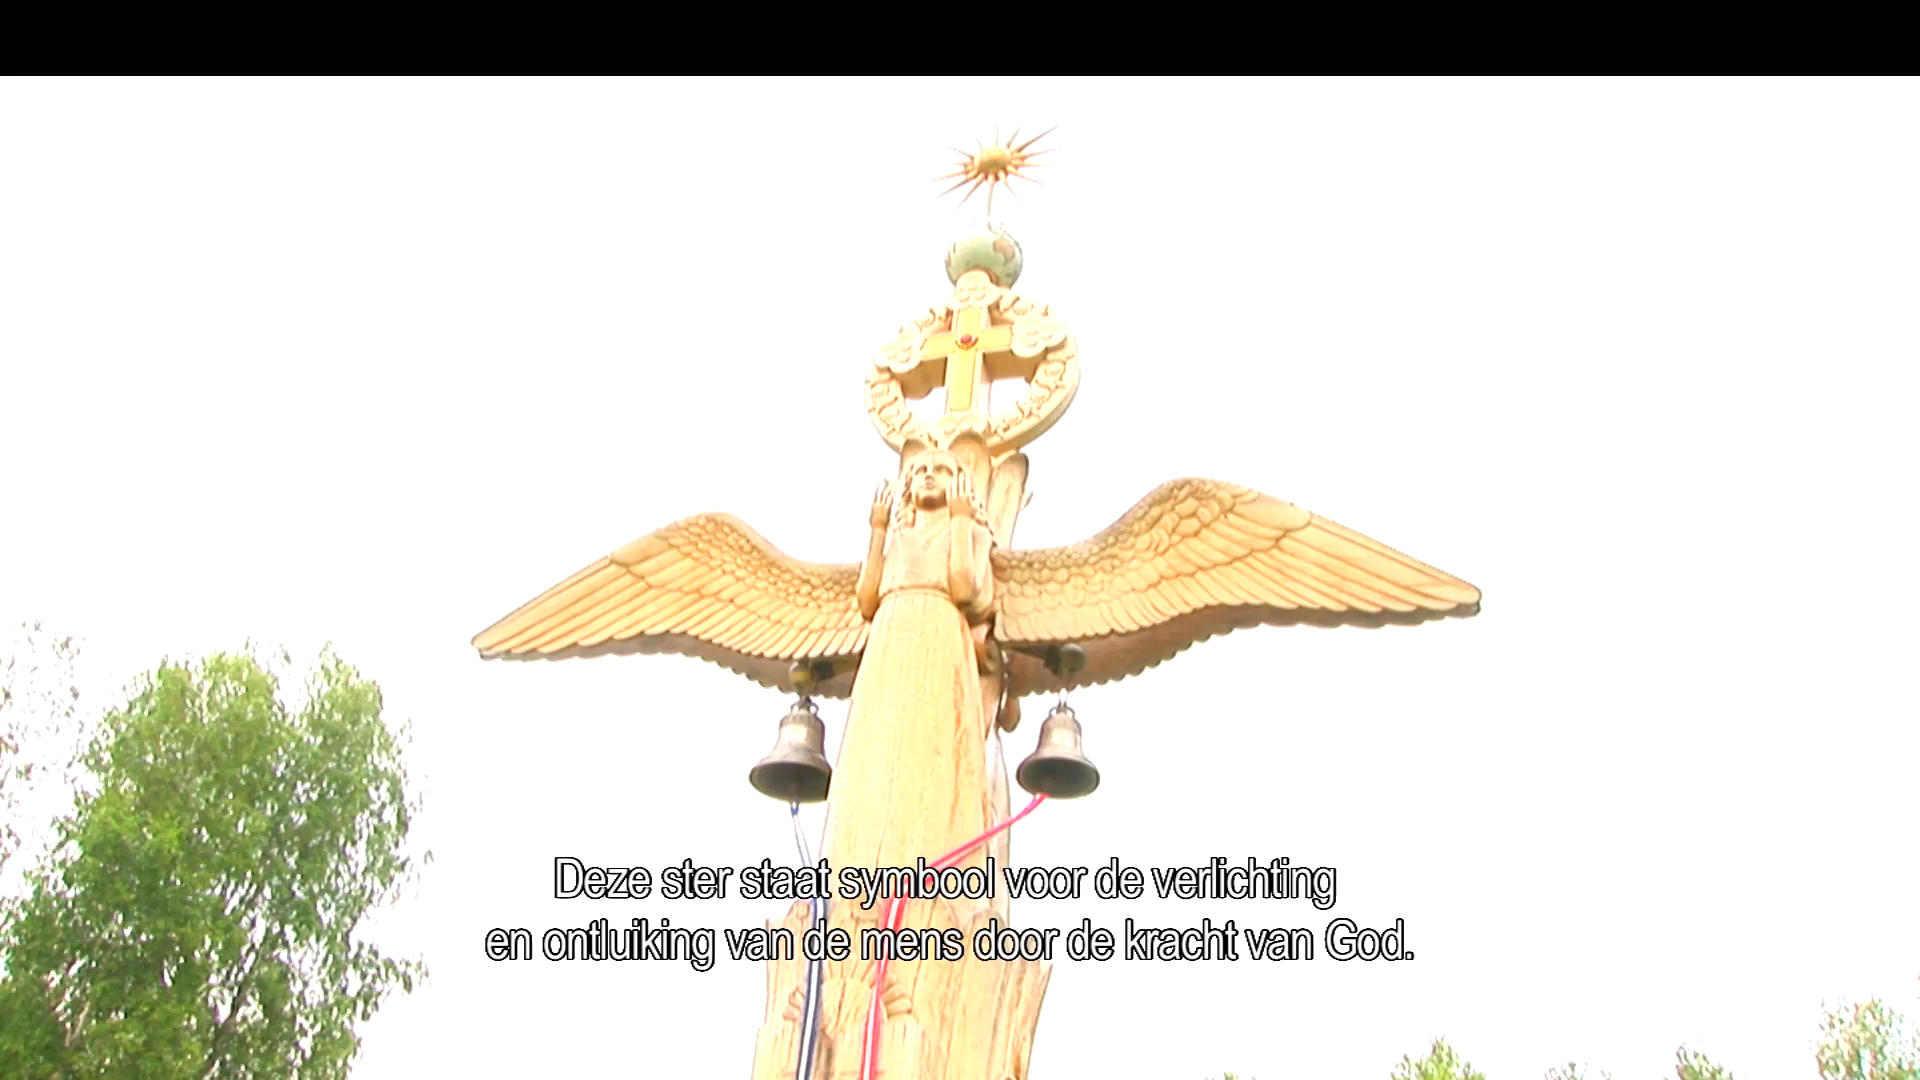 Deze ster staat symbool voor de verlichting
en ontluiking van de mens door de kracht van God.